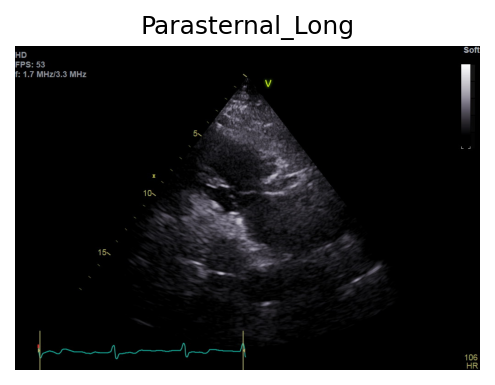 Parasternal_Long
HD
FPS: 53
f: 1.7 MHz/3.3 MHz
Soft
V
5
10
15
106
HR